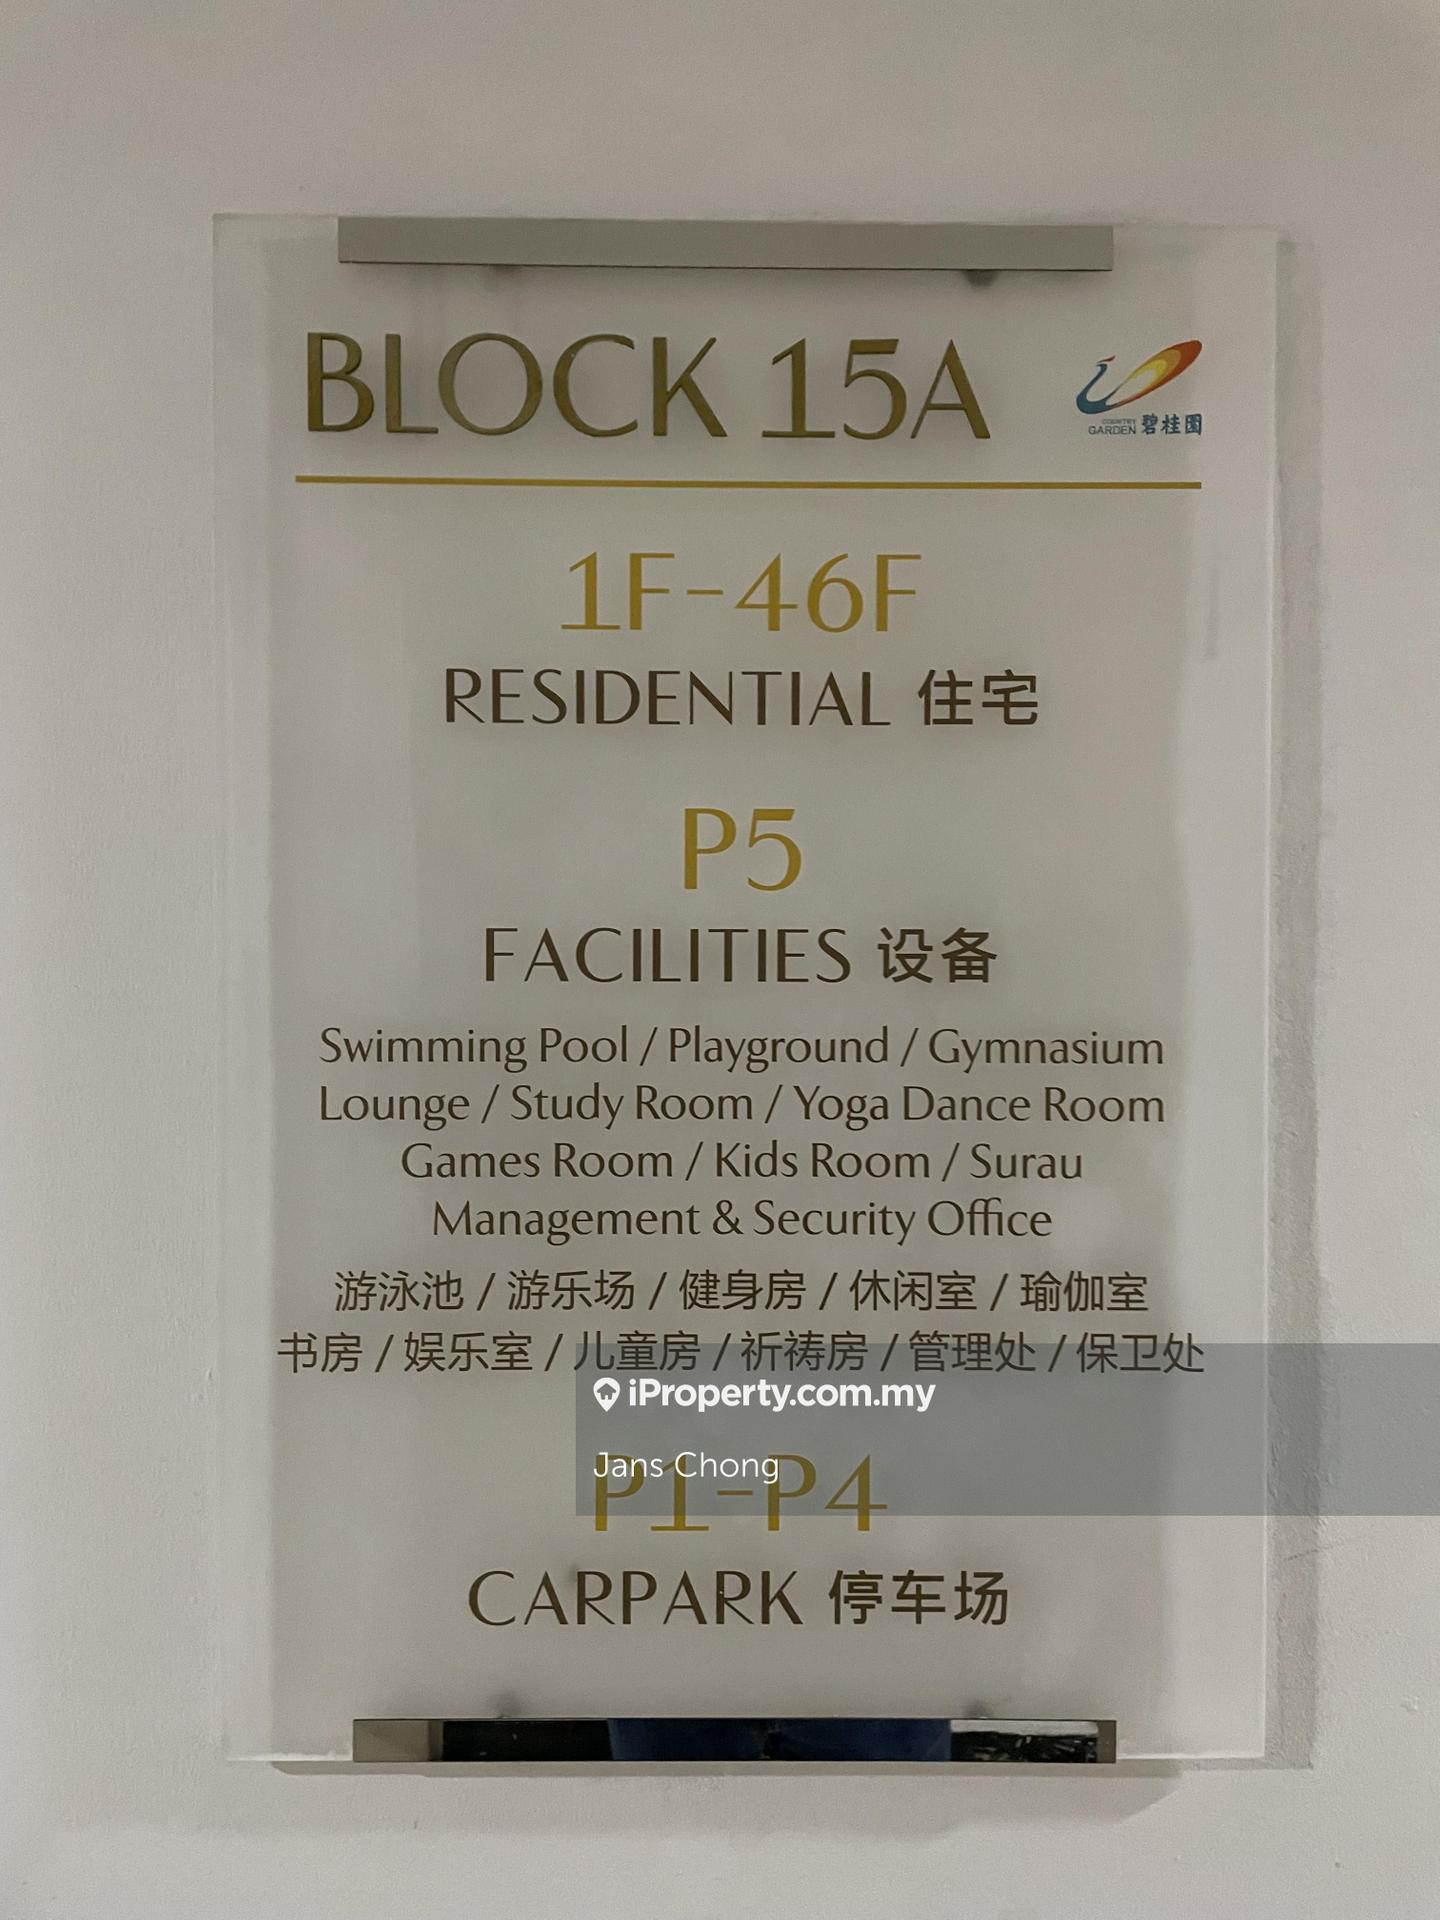 BLOCK 15A
COUNTRY
GARDEN 碧桂園
1F-46F
RESIDENTIAL 住宅
P5
FACILITIES 设备
Swimming Pool / Playground / Gymnasium
Lounge / Study Room / Yoga Dance Room
Games Room / Kids Room / Surau
Management & Security Office
游泳池 / 游乐场 / 健身房 / 休闲室 / 瑜伽室
书房 / 娱乐室 / 儿童房 / 祈祷房 / 管理处 / 保卫处
iProperty.com.my
Jans Chong
P1-P4
CARPARK 停车场